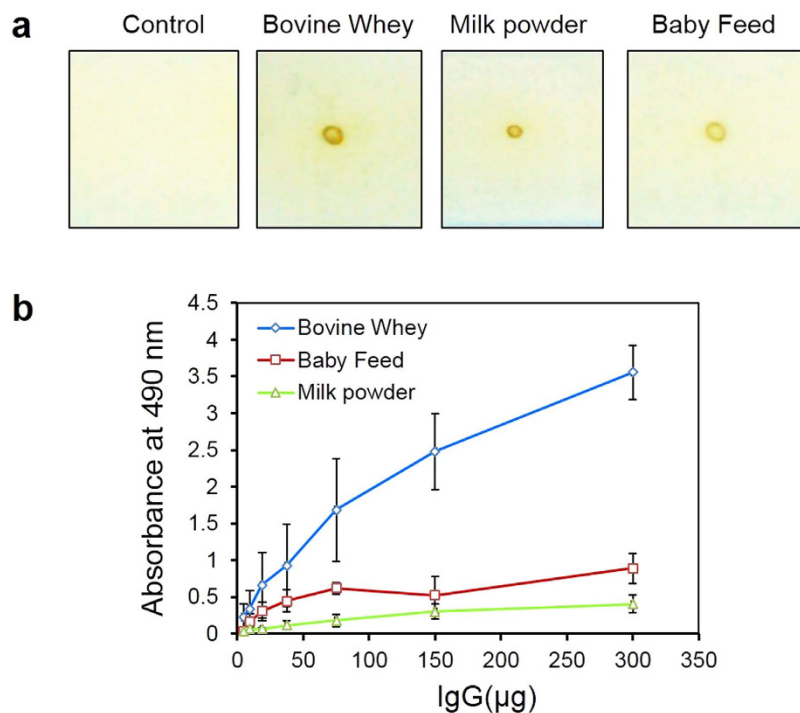 a
Control Bovine Whey Milk powder Baby Feed
b
4.5
4
3.5
3
2.5
2
1.5
1
0.5
0
Absorbance at 490 nm
Bovine Whey
Baby Feed
Milk powder
0 50 100 150 200 250 300 350
IgG(µg)